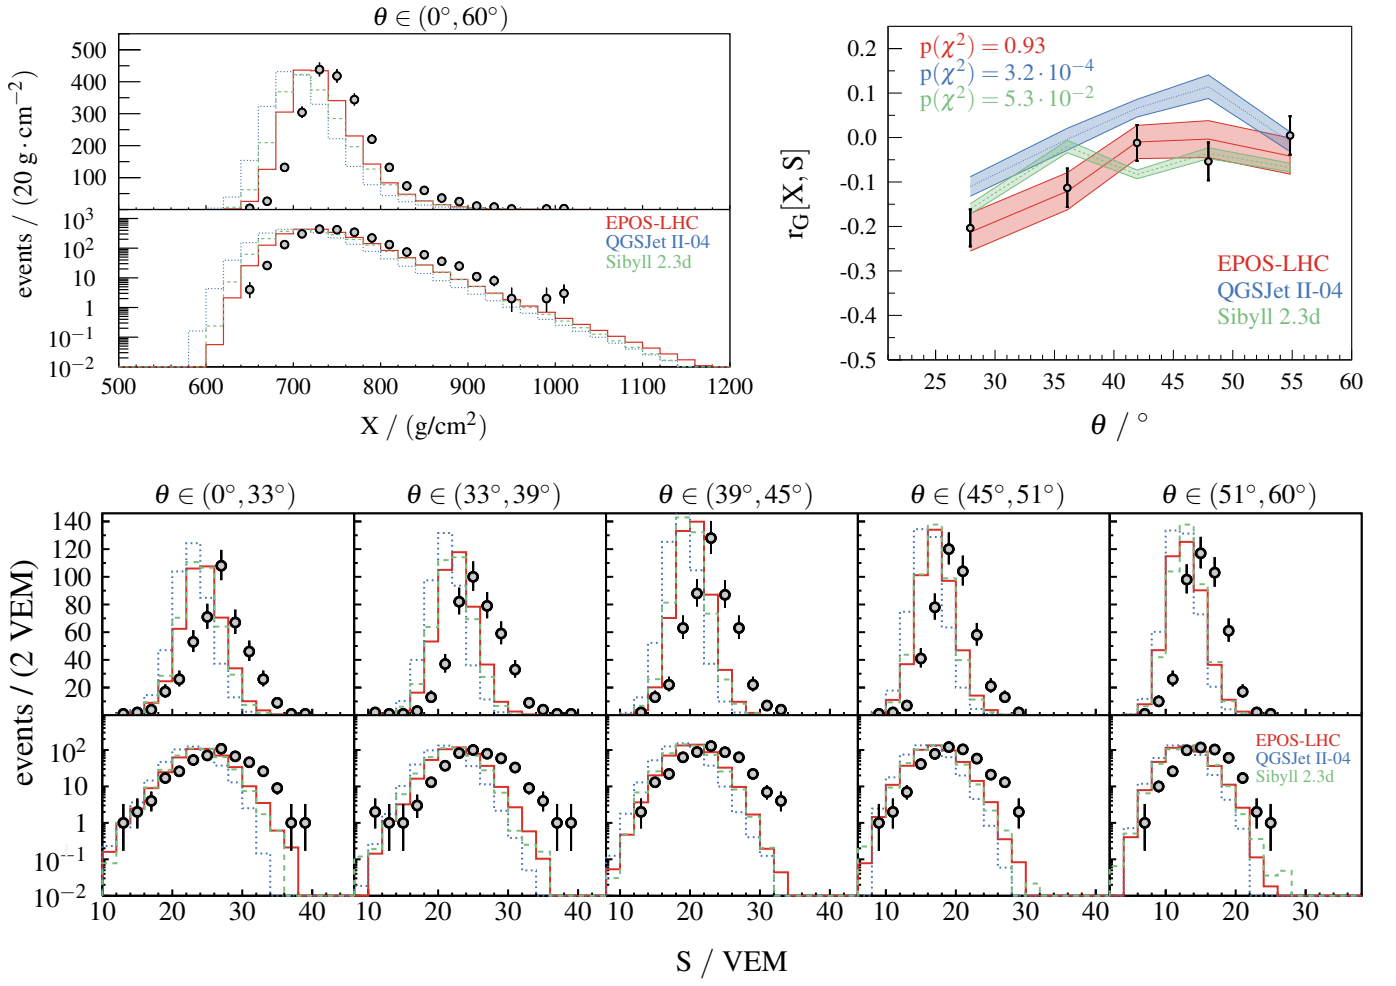 θ ∈ (0°, 60°)
events / (20 g·cm⁻²)
500
400
300
200
100
10³
10²
10
1
10⁻¹
10⁻²
EPOS-LHC
QGSJet II-04
Sibyll 2.3d
500 600 700 800 900 1000 1100 1200
X / (g/cm²)
p(χ²) = 0.93
p(χ²) = 3.2·10⁻⁴
p(χ²) = 5.3·10⁻²
r_G[X, S]
0.2
0.1
0.0
-0.1
-0.2
-0.3
-0.4
-0.5
EPOS-LHC
QGSJet II-04
Sibyll 2.3d
25 30 35 40 45 50 55 60
θ / °
θ ∈ (0°, 33°) θ ∈ (33°, 39°) θ ∈ (39°, 45°) θ ∈ (45°, 51°) θ ∈ (51°, 60°)
events / (2 VEM)
140
120
100
80
60
40
20
10²
10
1
10⁻¹
10⁻²
EPOS-LHC
QGSJet II-04
Sibyll 2.3d
10 20 30 40 10 20 30 40 10 20 30 40 10 20 30 40 10 20 30
S / VEM